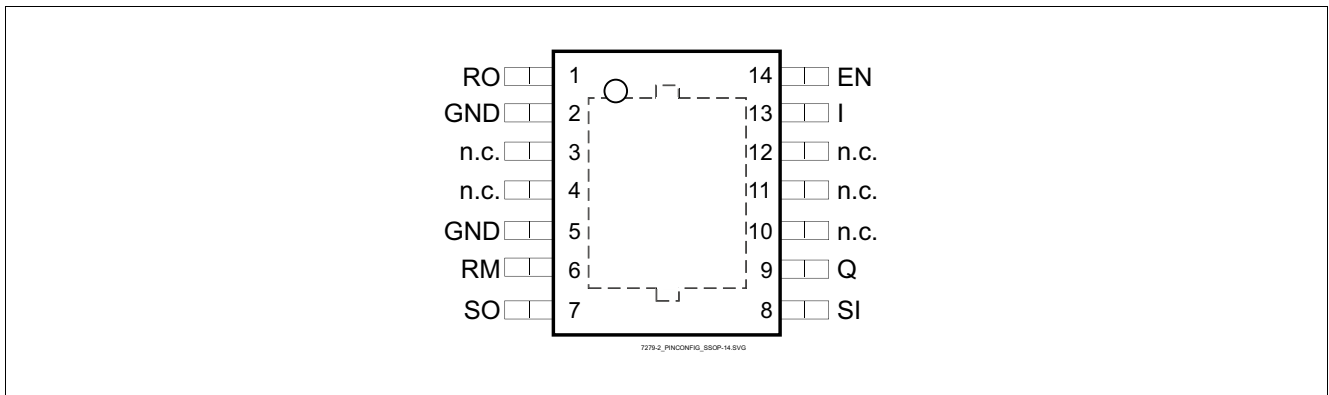 RO 1 14 EN
GND 2 13 I
n.c. 3 12 n.c.
n.c. 4 11 n.c.
GND 5 10 n.c.
RM 6 9 Q
SO 7 8 SI
7279-2_PINCONFIG_SSOP-14.SVG